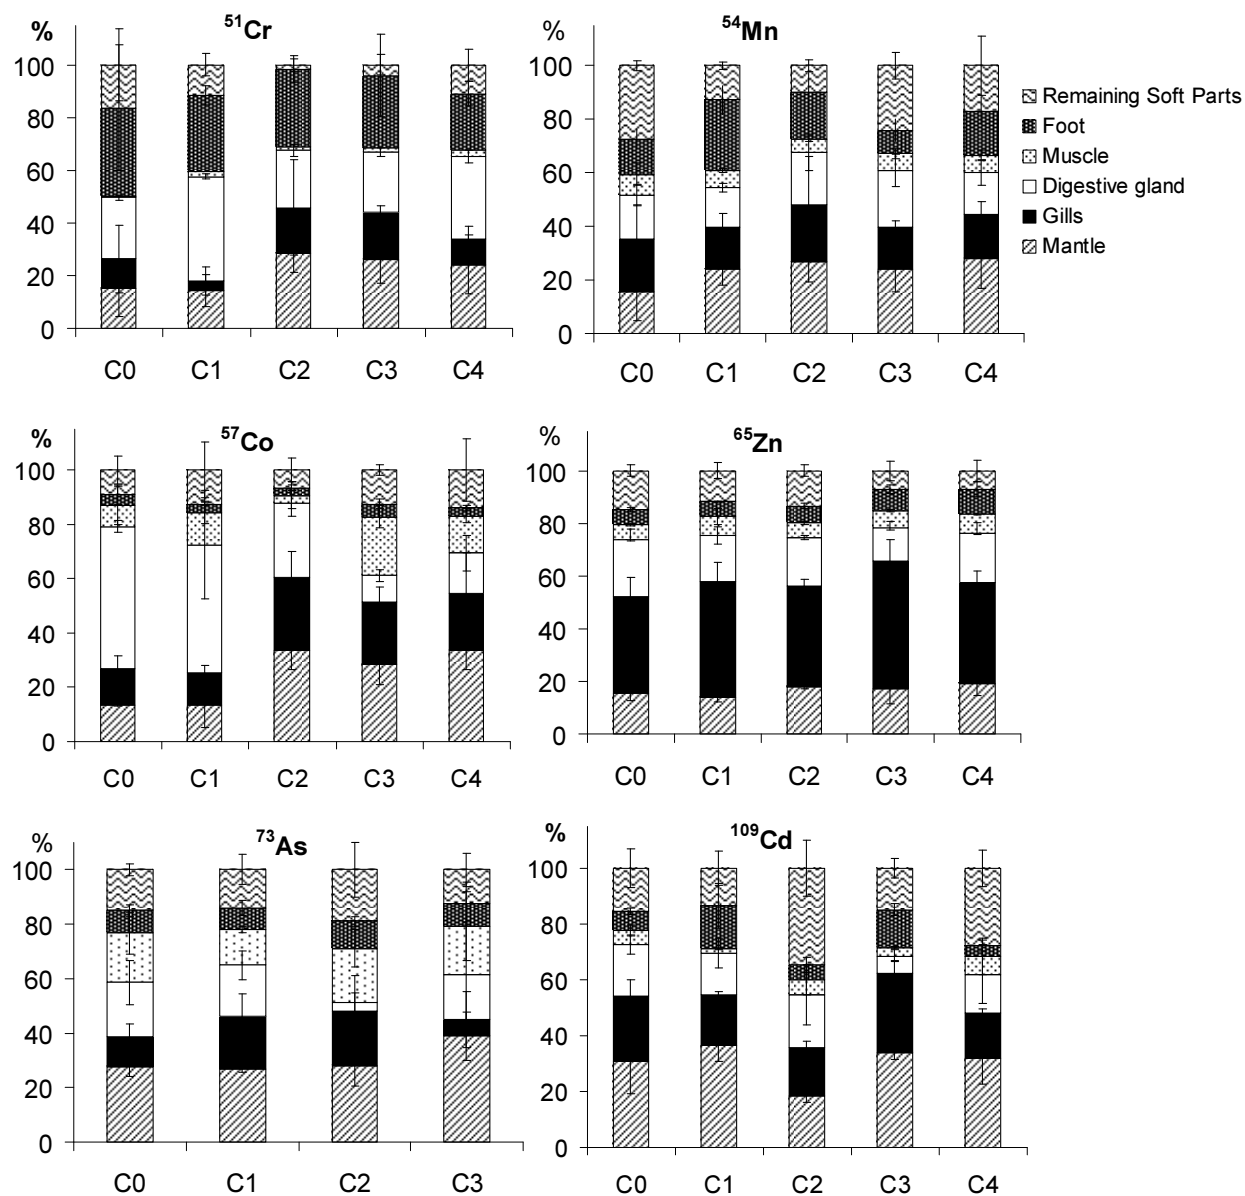 % ⁵¹Cr
100
80
60
40
20
0
C0 C1 C2 C3 C4
% ⁵⁴Mn
100
80
60
40
20
0
C0 C1 C2 C3 C4
Remaining Soft Parts
Foot
Muscle
Digestive gland
Gills
Mantle
% ⁵⁷Co
100
80
60
40
20
0
C0 C1 C2 C3 C4
% ⁶⁵Zn
100
80
60
40
20
0
C0 C1 C2 C3 C4
% ⁷³As
100
80
60
40
20
0
C0 C1 C2 C3
% ¹⁰⁹Cd
100
80
60
40
20
0
C0 C1 C2 C3 C4